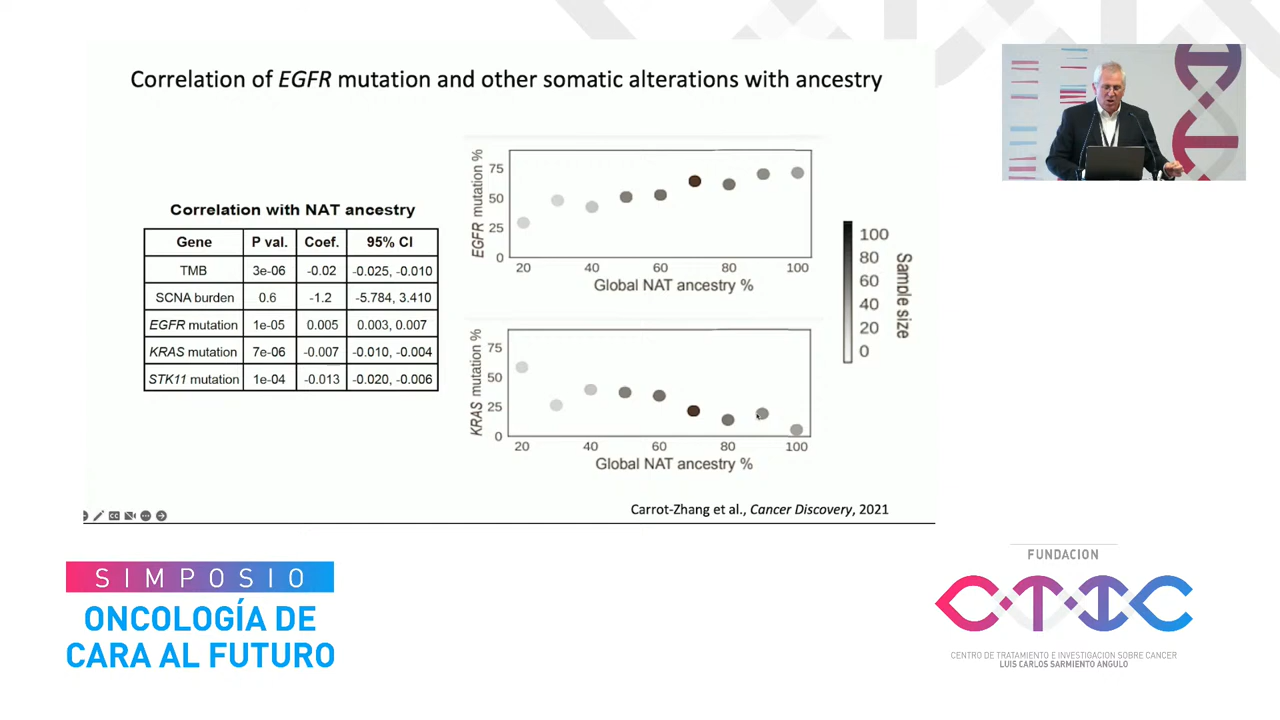 Correlation of EGFR mutation and other somatic alterations with ancestry
Correlation with NAT ancestry
Gene P val. Coef. 95% CI
TMB 3e-06 -0.02 -0.025, -0.010
SCNA burden 0.6 -1.2 -5.784, 3.410
EGFR mutation 1e-05 0.005 0.003, 0.007
KRAS mutation 7e-06 -0.007 -0.010, -0.004
STK11 mutation 1e-04 -0.013 -0.020, -0.006
EGFR mutation %
75
50
25
0
20 40 60 80 100
Global NAT ancestry %
KRAS mutation %
75
50
25
0
20 40 60 80 100
Global NAT ancestry %
100
80
60
40
20
0
Sample size
Carrot-Zhang et al., Cancer Discovery, 2021
SIMPOSIO
ONCOLOGÍA DE
CARA AL FUTURO
FUNDACION
CTIC
CENTRO DE TRATAMIENTO E INVESTIGACION SOBRE CANCER
LUIS CARLOS SARMIENTO ANGULO